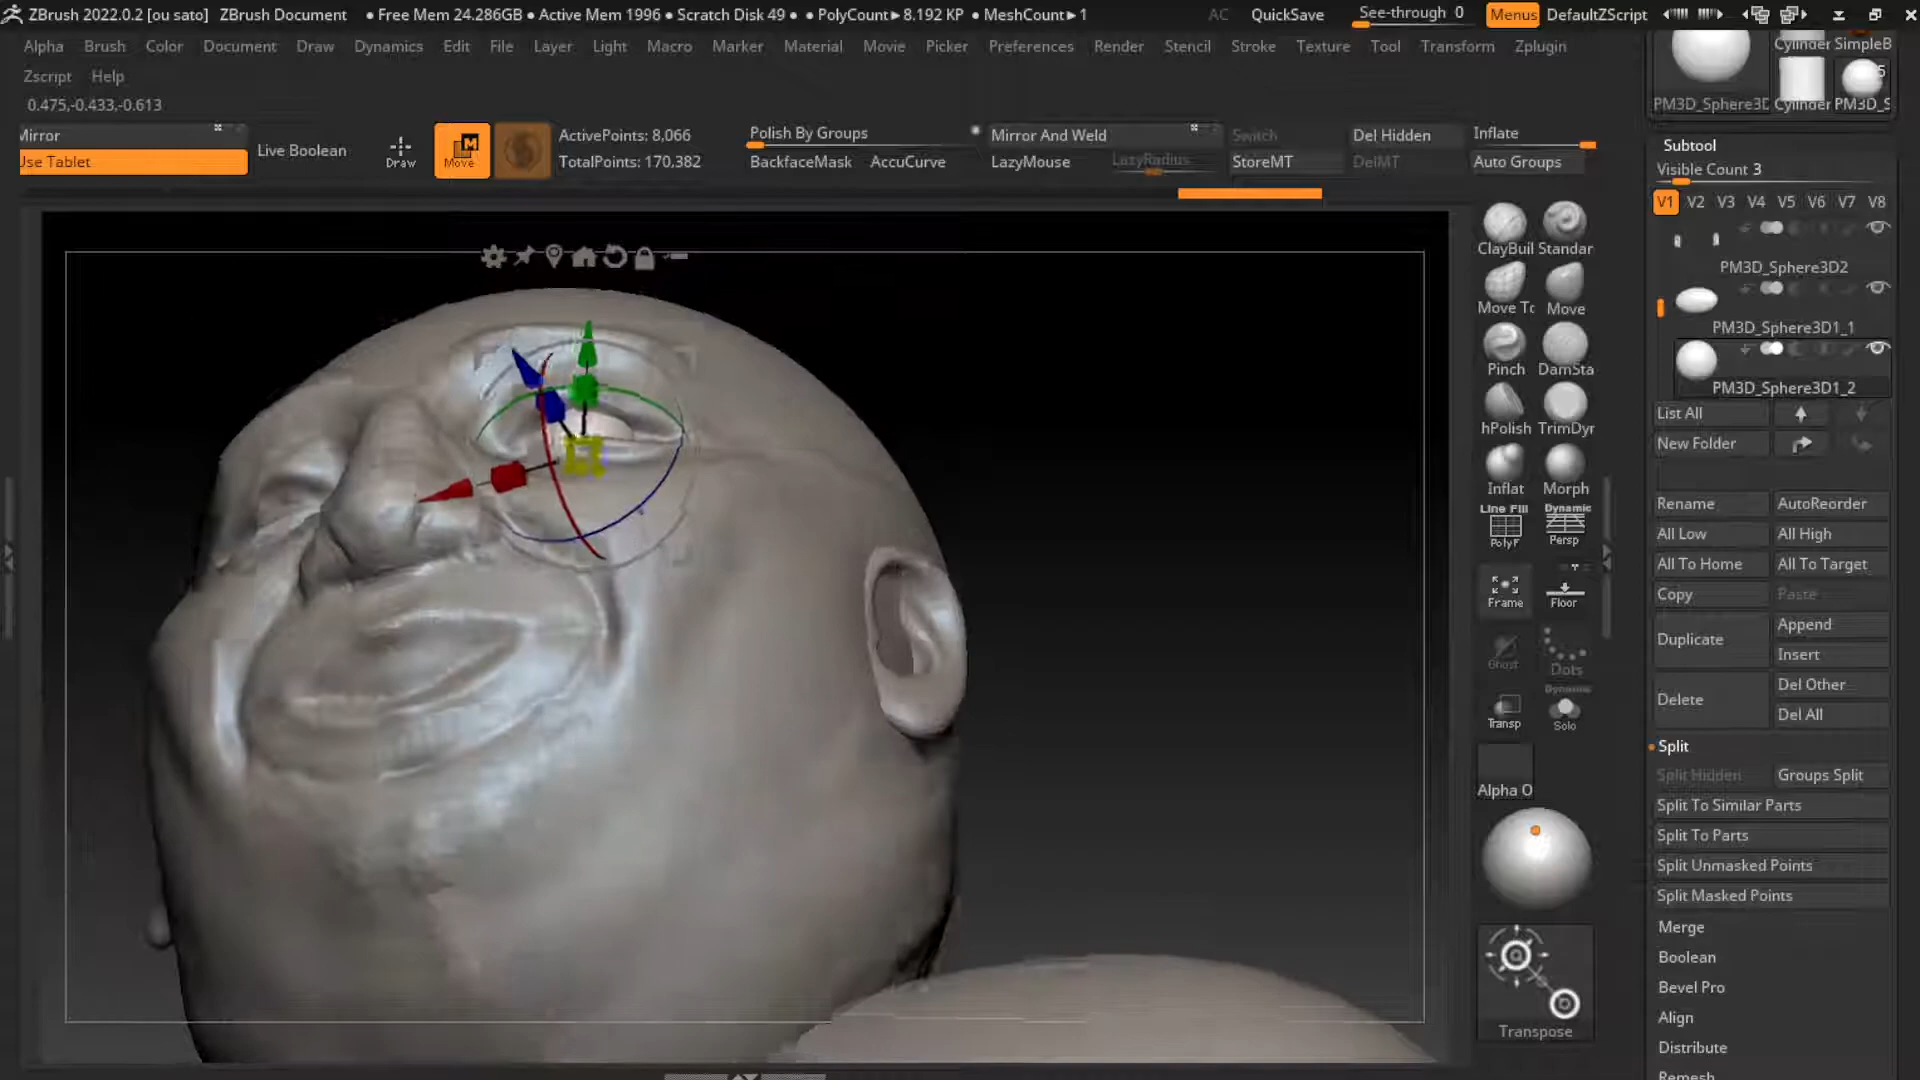 ZBrush 2022.0.2 [ou sato] ZBrush Document • Free Mem 24.286GB • Active Mem 1996 • Scratch Disk 49 • • PolyCount▸ 8.192 KP • MeshCount▸ 1 AC QuickSave See-through 0 Menus DefaultZScript
Alpha Brush Color Document Draw Dynamics Edit File Layer Light Macro Marker Material Movie Picker Preferences Render Stencil Stroke Texture Tool Transform Zplugin
Zscript Help
0.475,-0.433,-0.613
Mirror
Use Tablet
Live Boolean
Draw
Move
ActivePoints: 8,066
TotalPoints: 170,382
Polish By Groups
BackfaceMask AccuCurve
Mirror And Weld
LazyMouse LazyRadius
Switch
StoreMT
Del Hidden
DelMT
Inflate
Auto Groups
Cylinder SimpleB
5
PM3D_Sphere3D Cylinder PM3D_S
Subtool
Visible Count 3
V1 V2 V3 V4 V5 V6 V7 V8
PM3D_Sphere3D2
PM3D_Sphere3D1_1
PM3D_Sphere3D1_2
List All
New Folder
Rename AutoReorder
All Low All High
All To Home All To Target
Copy Paste
Duplicate Append
Insert
Delete Del Other
Del All
Split
Split Hidden Groups Split
Split To Similar Parts
Split To Parts
Split Unmasked Points
Split Masked Points
Merge
Boolean
Bevel Pro
Align
Distribute
Remesh
ClayBuil Standar
Move Tc Move
Pinch DamSta
hPolish TrimDyr
Inflat Morph
Line Fill Dynamic
PolyF Persp
Frame Floor
Ghost Dots
Dynamic
Transp Solo
Alpha O
Transpose